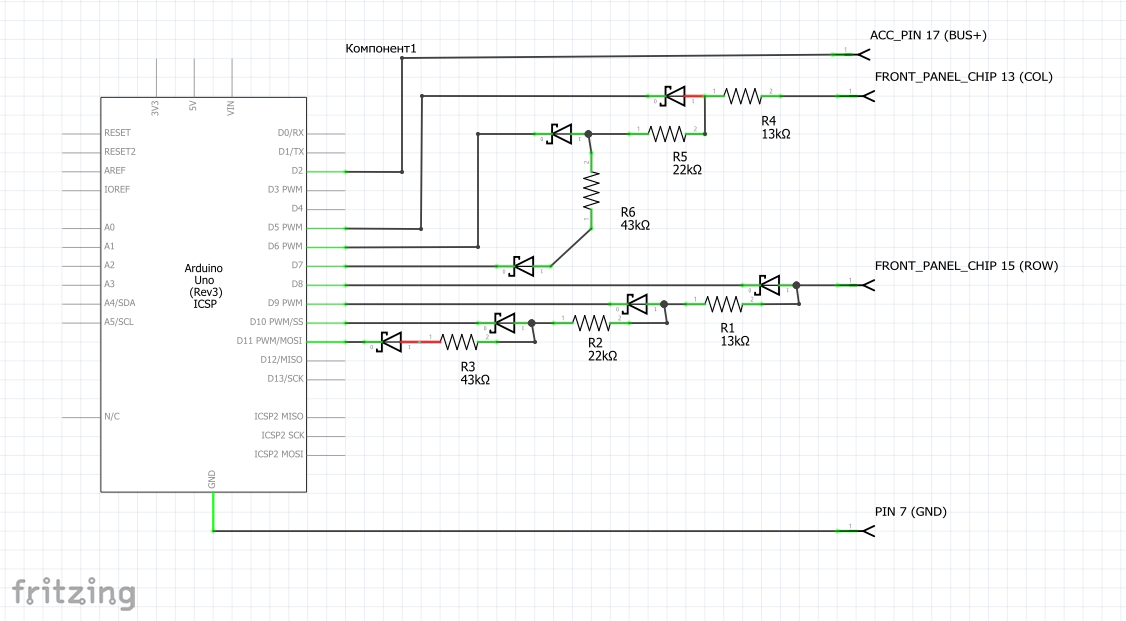 ACC_PIN 17 (BUS+)
Компонент1
FRONT_PANEL_CHIP 13 (COL)
3V3
5V
VIN
R4
13kΩ
RESET
D0/RX
RESET2
D1/TX
R5
22kΩ
AREF
D2
IOREF
D3 PWM
D4
R6
43kΩ
A0
D5 PWM
A1
D6 PWM
A2
D7
FRONT_PANEL_CHIP 15 (ROW)
Arduino
Uno
(Rev3)
ICSP
A3
D8
A4/SDA
D9 PWM
A5/SCL
D10 PWM/SS
R1
13kΩ
D11 PWM/MOSI
R2
22kΩ
D12/MISO
R3
43kΩ
D13/SCK
N/C
ICSP2 MISO
ICSP2 SCK
ICSP2 MOSI
GND
PIN 7 (GND)
fritzing